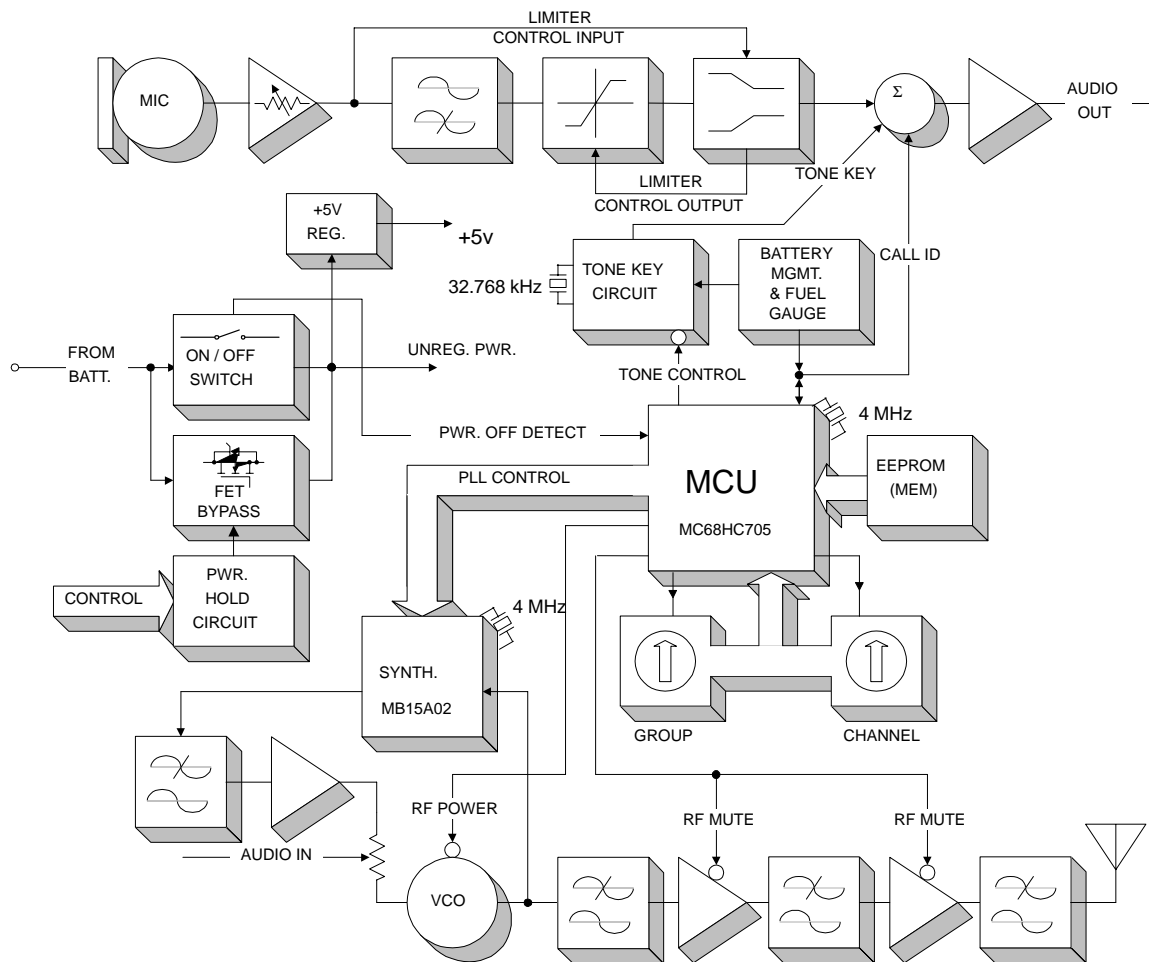 LIMITER
CONTROL INPUT
MIC
Σ
AUDIO
OUT
TONE KEY
LIMITER
CONTROL OUTPUT
+5V
REG.
+5v
32.768 kHz
TONE KEY
CIRCUIT
BATTERY
MGMT.
& FUEL
GAUGE
CALL ID
FROM
BATT.
ON / OFF
SWITCH
UNREG. PWR.
TONE CONTROL
4 MHz
PWR. OFF DETECT
PLL CONTROL
MCU
MC68HC705
EEPROM
(MEM)
FET
BYPASS
CONTROL
PWR.
HOLD
CIRCUIT
4 MHz
SYNTH.
MB15A02
GROUP
CHANNEL
RF POWER
RF MUTE
RF MUTE
AUDIO IN
VCO